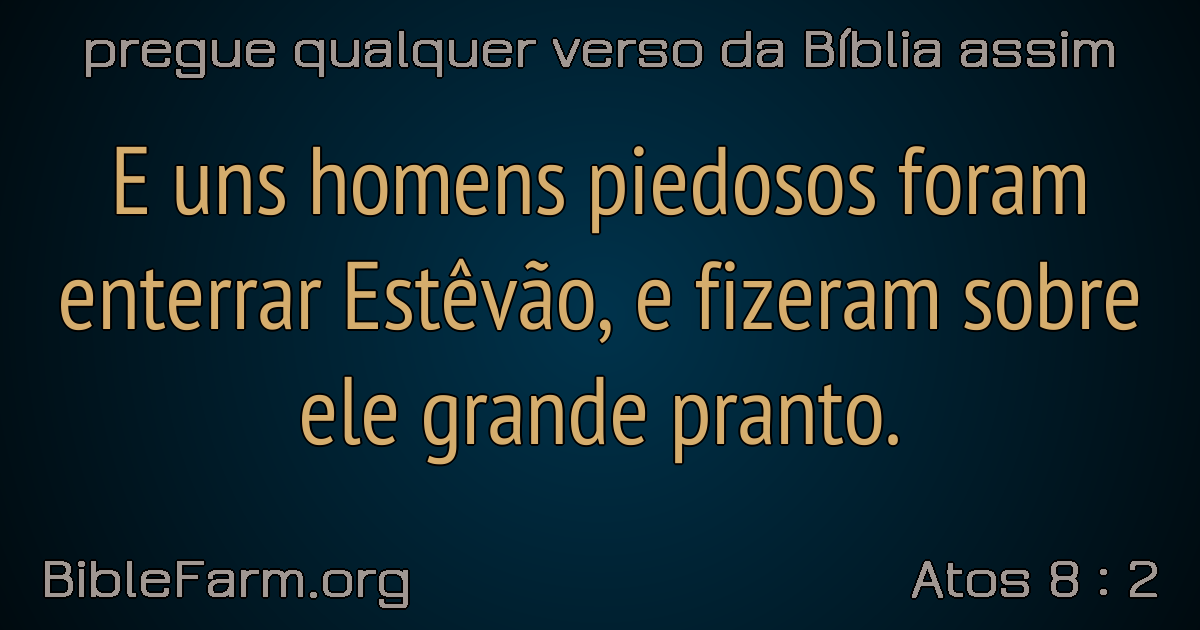 pregue qualquer verso da Bíblia assim
E uns homens piedosos foram
enterrar Estêvão, e fizeram sobre
ele grande pranto.
BibleFarm.org
Atos 8 : 2